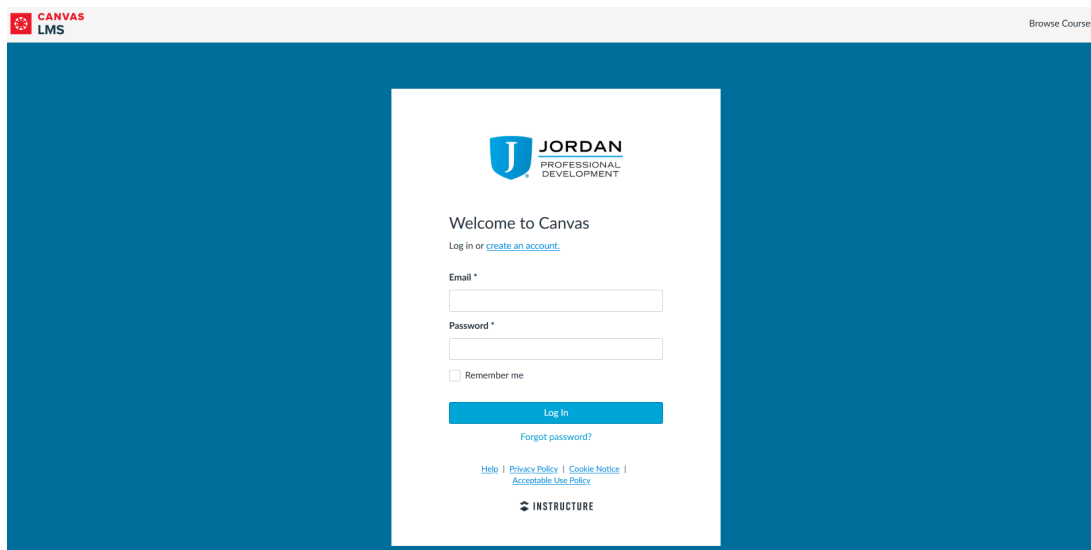 CANVAS
LMS
Browse Course
J JORDAN
PROFESSIONAL
DEVELOPMENT
Welcome to Canvas
Log in or create an account.
Email *
Password *
Remember me
Log In
Forgot password?
Help | Privacy Policy | Cookie Notice |
Acceptable Use Policy
INSTRUCTURE